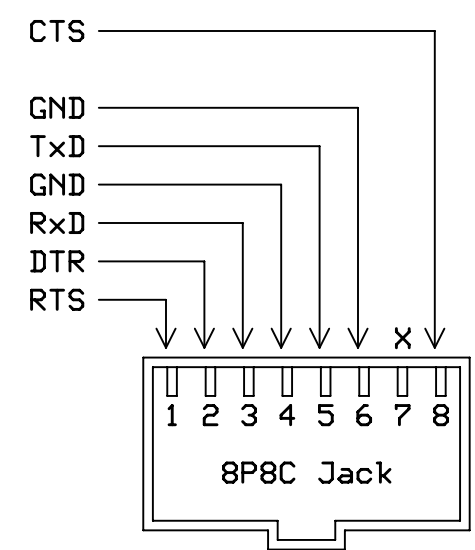 CTS
GND
TxD
GND
RxD
DTR
RTS
X
1 2 3 4 5 6 7 8
8P8C Jack